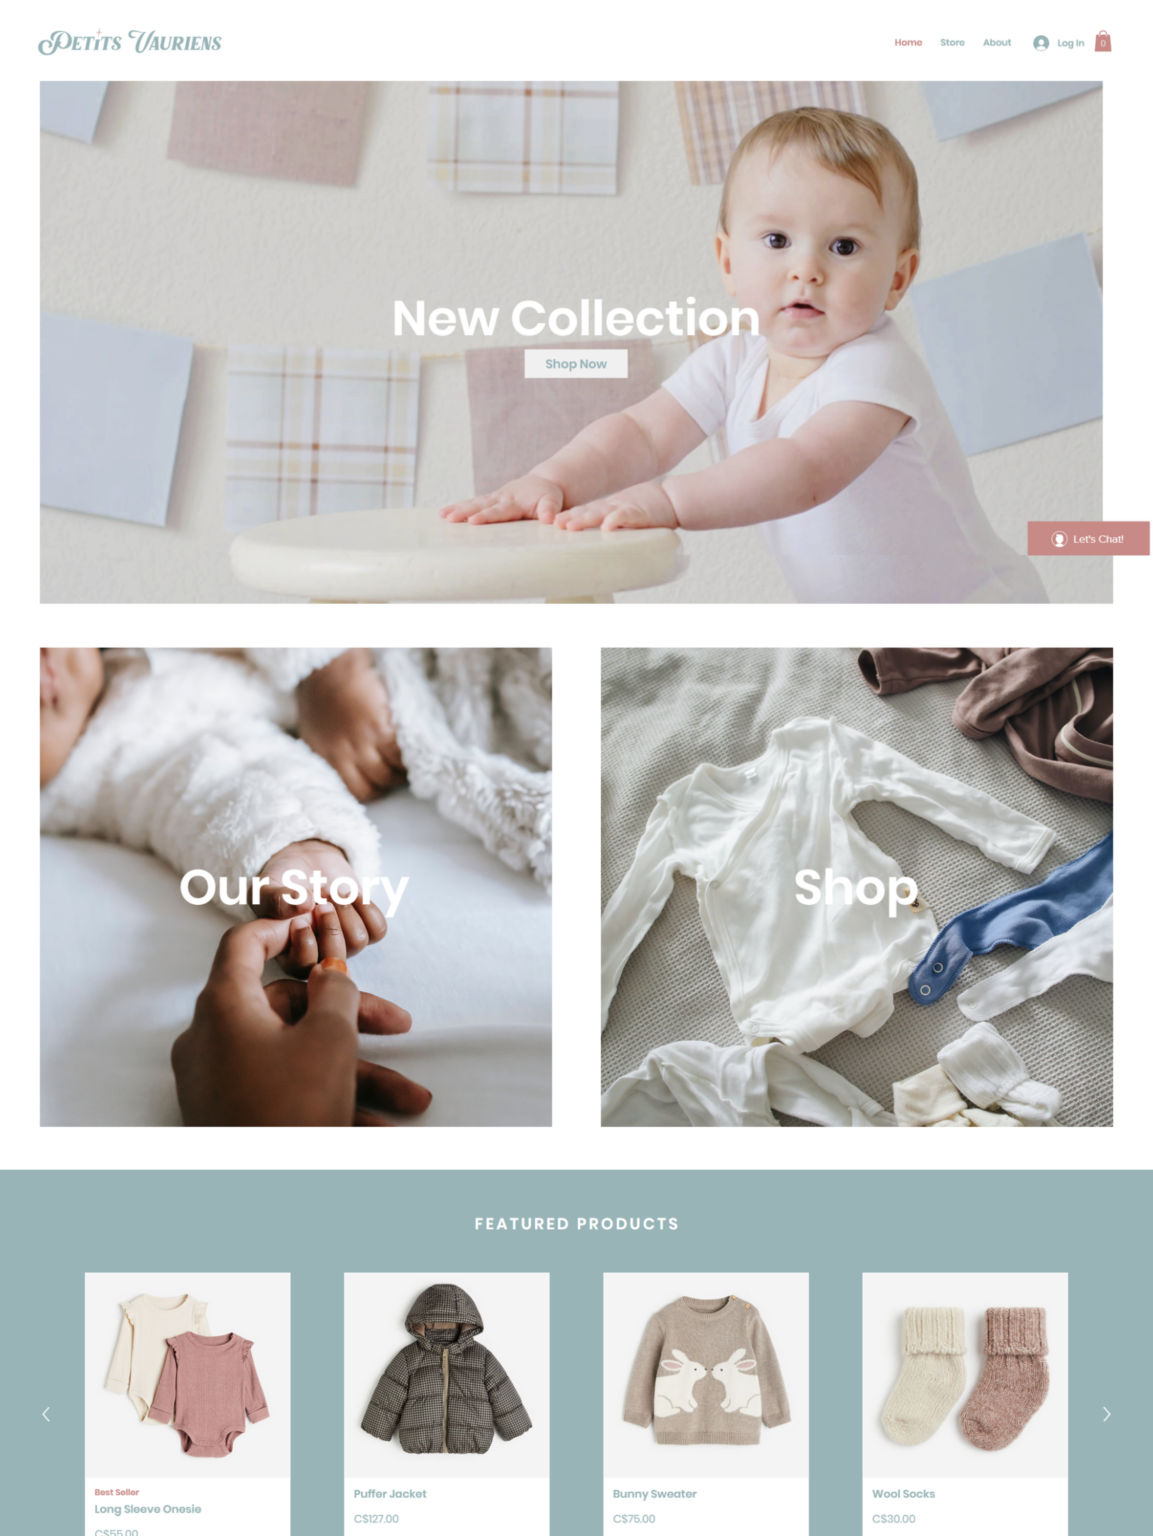 Petits Vauriens
Home Store About Log In 0
New Collection
Shop Now
Let's Chat!
Our Story
Shop
FEATURED PRODUCTS
Best Seller
Long Sleeve Onesie
C$55.00
Puffer Jacket
C$127.00
Bunny Sweater
C$75.00
Wool Socks
C$30.00